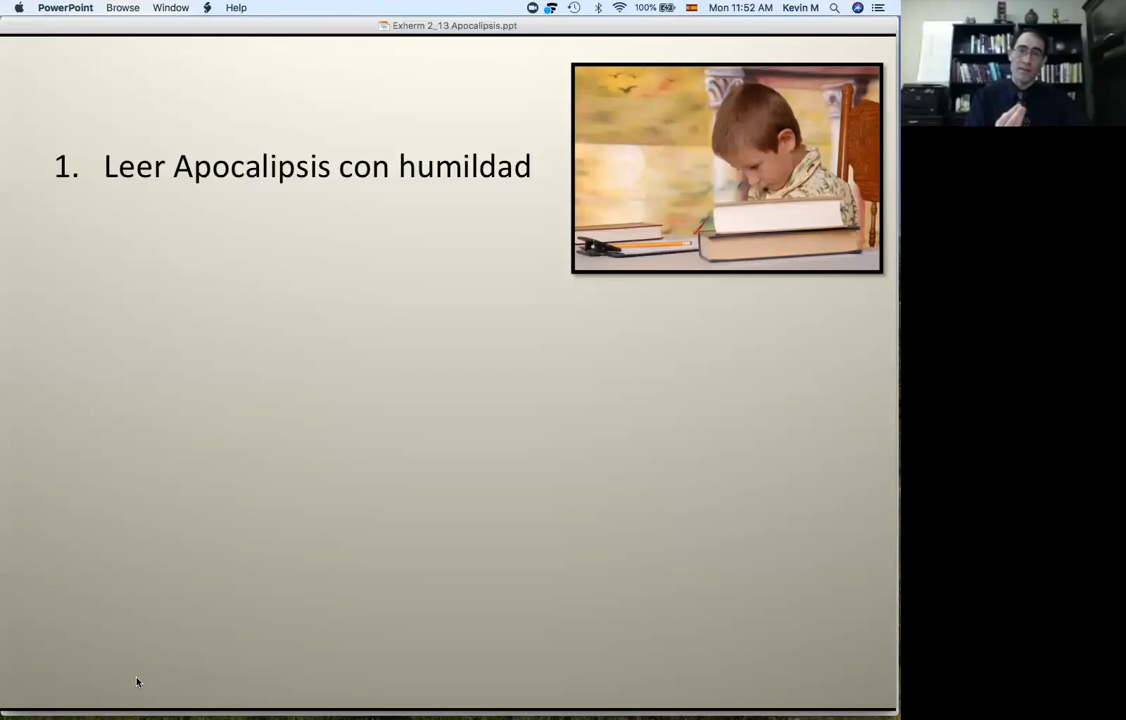 PowerPoint Browse Window Help 100% Mon 11:52 AM Kevin M
Exherm 2_13 Apocalipsis.ppt
1. Leer Apocalipsis con humildad